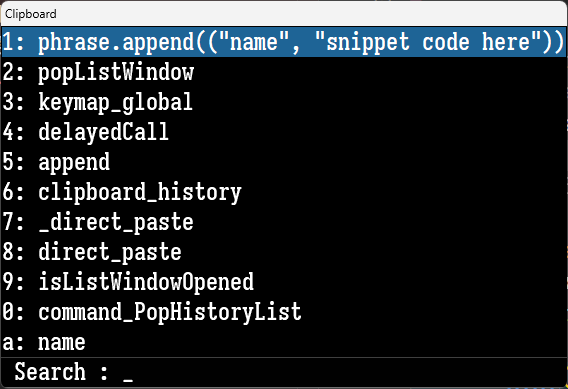 Clipboard
1: phrase.append(("name", "snippet code here"))
2: popListWindow
3: keymap_global
4: delayedCall
5: append
6: clipboard_history
7: _direct_paste
8: direct_paste
9: isListWindowOpened
0: command_PopHistoryList
a: name
Search : _